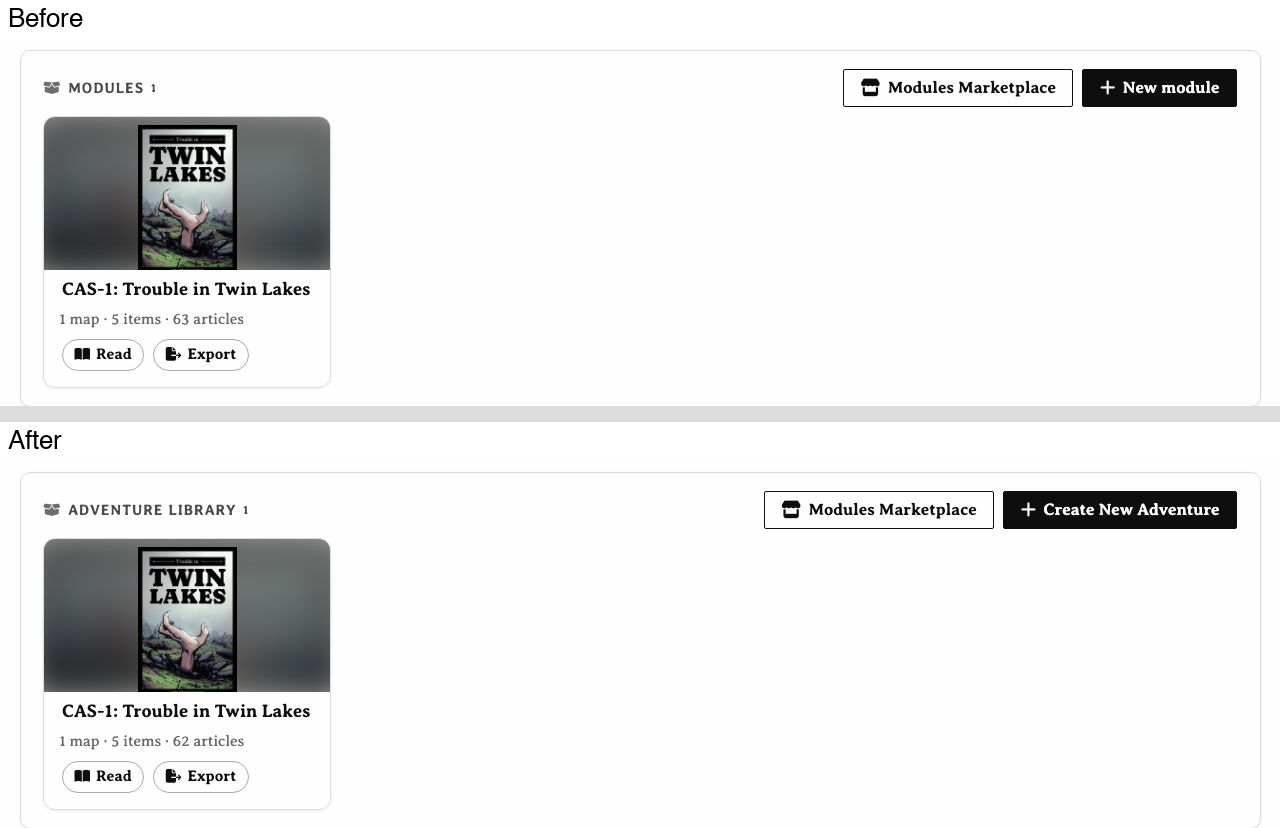 Before
MODULES 1
Modules Marketplace
+ New module
Trouble in
TWIN
LAKES
CAS-1: Trouble in Twin Lakes
1 map · 5 items · 63 articles
Read
Export
After
ADVENTURE LIBRARY 1
Modules Marketplace
+ Create New Adventure
Trouble in
TWIN
LAKES
CAS-1: Trouble in Twin Lakes
1 map · 5 items · 62 articles
Read
Export